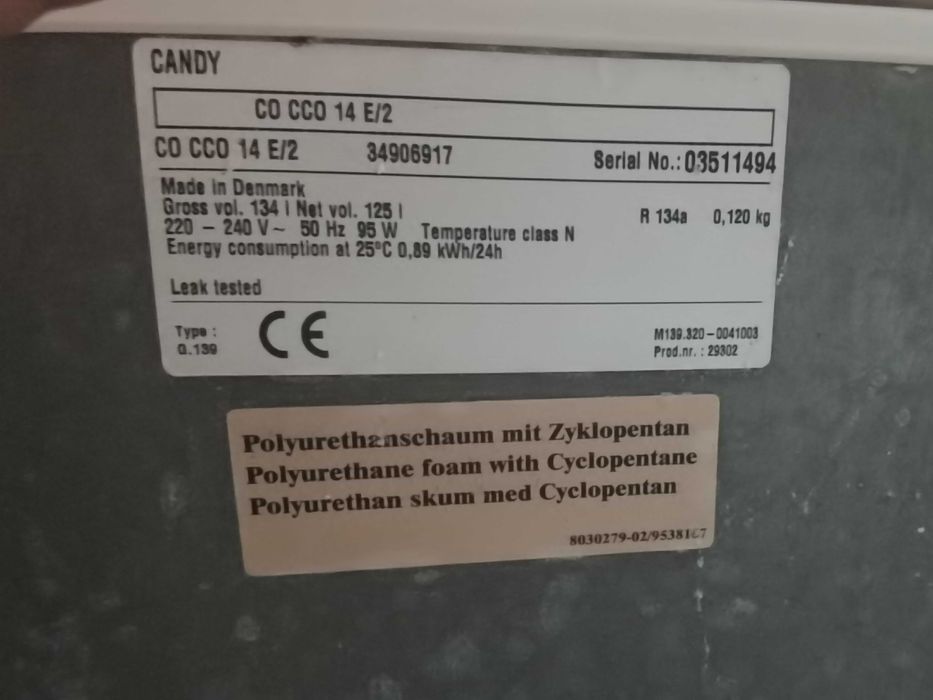 CANDY
CO CCO 14 E/2
CO CCO 14 E/2 34906917 Serial No.: 03511494
Made in Denmark
Gross vol. 134 l Net vol. 125 l
R 134a 0,120 kg
220 – 240 V ~ 50 Hz 95 W Temperature class N
Energy consumption at 25°C 0,89 kWh/24h
Leak tested
Type :
Q.139
CE
M139.320-0041003
Prod.nr. : 29302
Polyurethanschaum mit Zyklopentan
Polyurethane foam with Cyclopentane
Polyurethan skum med Cyclopentan